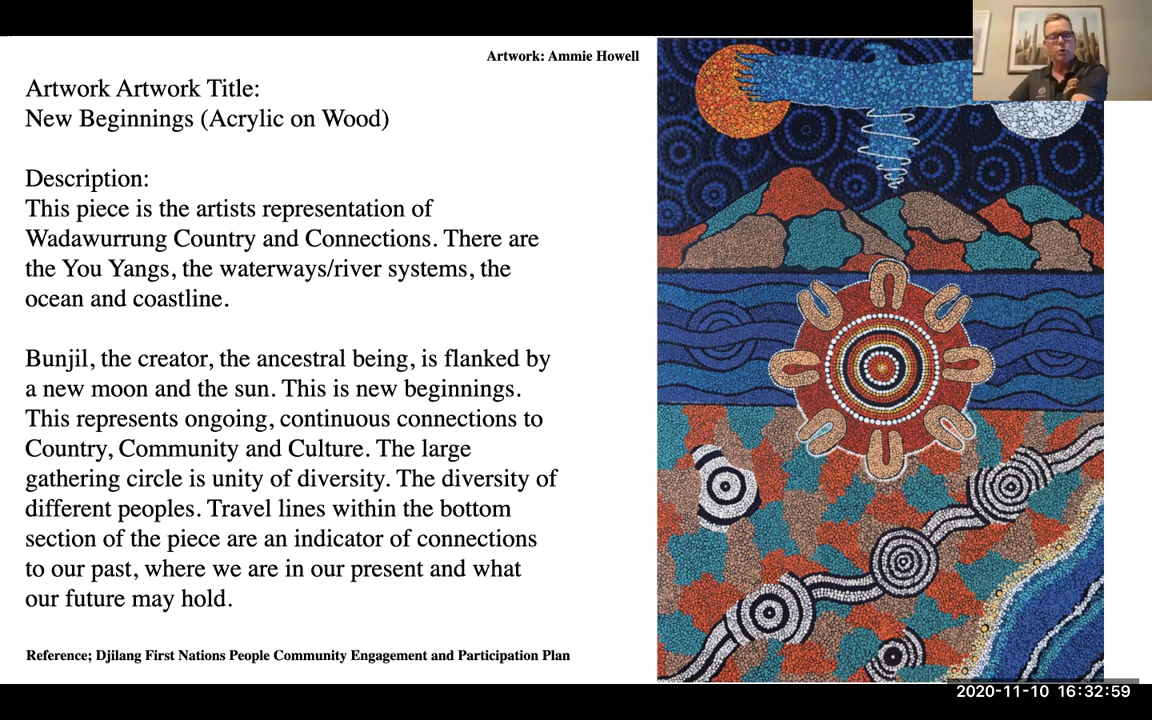 Artwork: Ammie Howell
Artwork Artwork Title:
New Beginnings (Acrylic on Wood)
Description:
This piece is the artists representation of
Wadawurrung Country and Connections. There are
the You Yangs, the waterways/river systems, the
ocean and coastline.
Bunjil, the creator, the ancestral being, is flanked by
a new moon and the sun. This is new beginnings.
This represents ongoing, continuous connections to
Country, Community and Culture. The large
gathering circle is unity of diversity. The diversity of
different peoples. Travel lines within the bottom
section of the piece are an indicator of connections
to our past, where we are in our present and what
our future may hold.
Reference; Djilang First Nations People Community Engagement and Participation Plan
2020-11-10 16:32:59